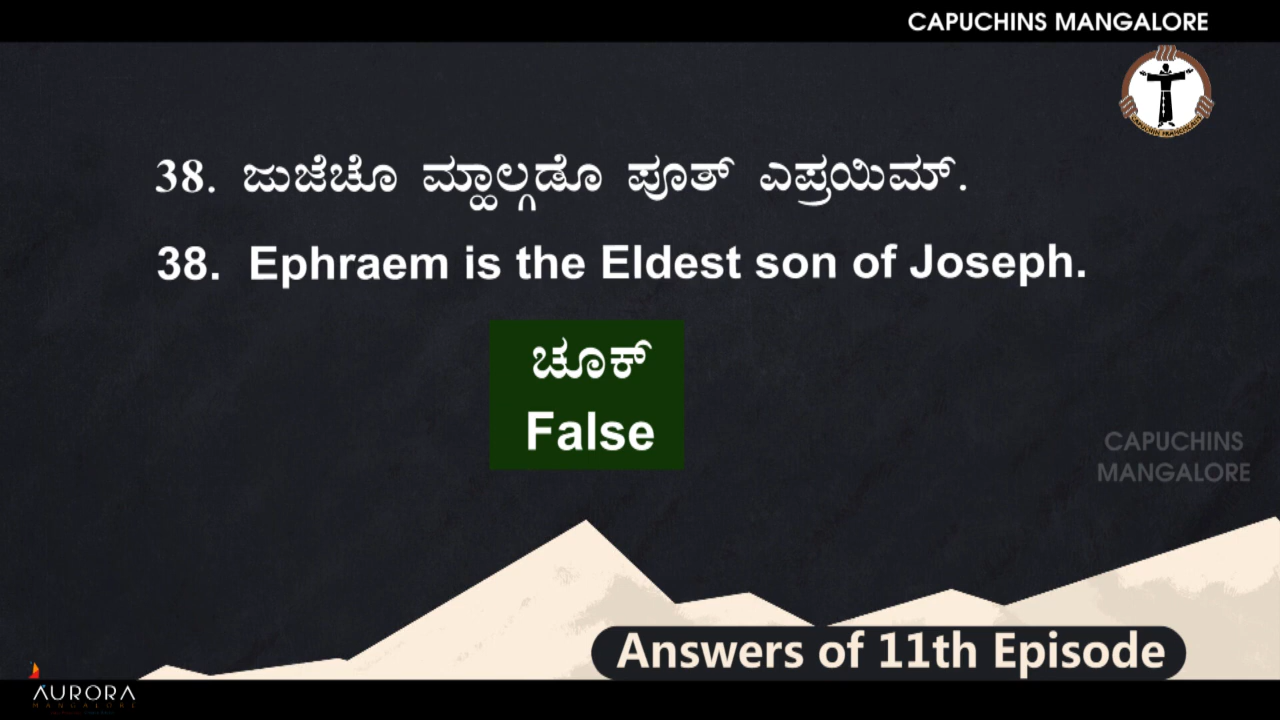 CAPUCHINS MANGALORE
38. ಜುಜೆಚೊ ಮ್ಹಾಲ್ಗಡೊ ಪೂತ್ ಎಪ್ರಯಿಮ್.
38. Ephraem is the Eldest son of Joseph.
ಚೂಕ್
False
CAPUCHINS
MANGALORE
Answers of 11th Episode
AURORA
MANGALORE